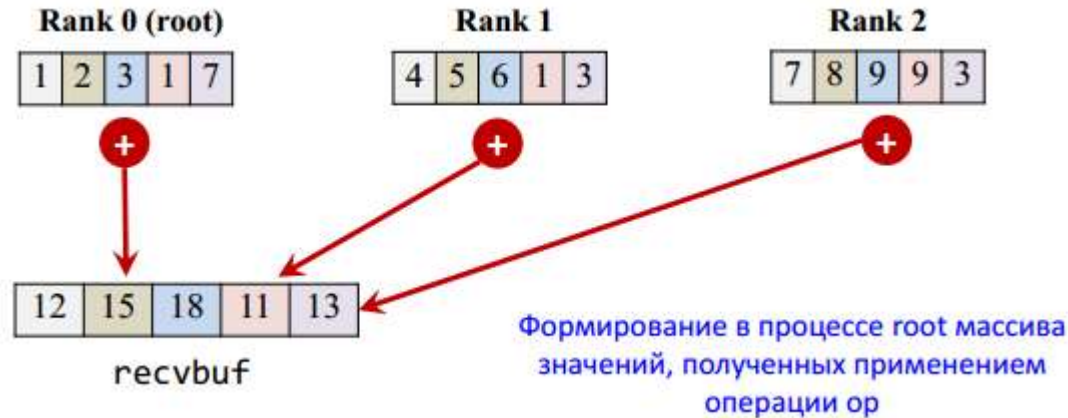 Rank 0 (root) Rank 1 Rank 2
1 2 3 1 7 4 5 6 1 3 7 8 9 9 3
+ + +
12 15 18 11 13
recvbuf
Формирование в процессе root массива
значений, полученных применением
операции op